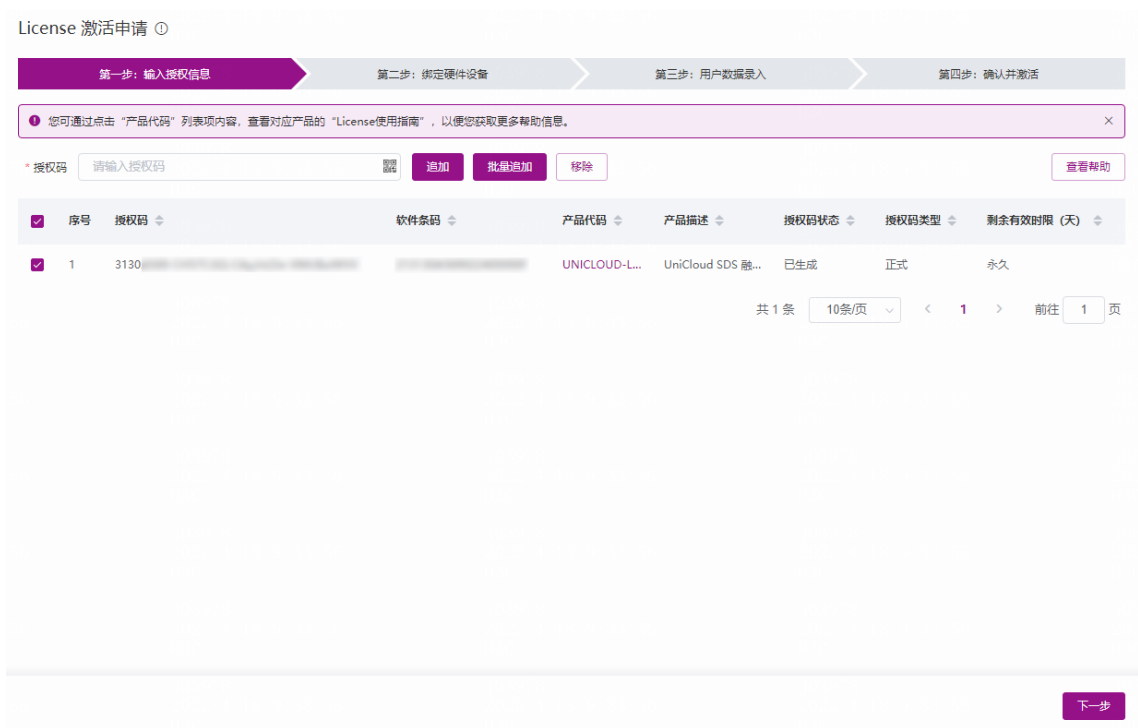 License 激活申请
第一步：输入授权信息 第二步：绑定硬件设备 第三步：用户数据录入 第四步：确认并激活
您可通过点击“产品代码”列表项内容，查看对应产品的“License使用指南”，以便您获取更多帮助信息。
* 授权码 请输入授权码 追加 批量追加 移除 查看帮助
序号 授权码 软件条码 产品代码 产品描述 授权码状态 授权码类型 剩余有效时限（天）
1 3130 UNICLOUD-L... UniCloud SDS 融... 已生成 正式 永久
共 1 条 10条/页 1 前往 1 页
下一步